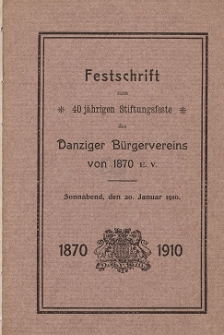 Festschrift
zum
* 40 jährigen Stiftungsfeste *
des
Danziger Bürgervereins
von 1870 E. V.
Sonnabend, den 20. Januar 1910.
1870 1910